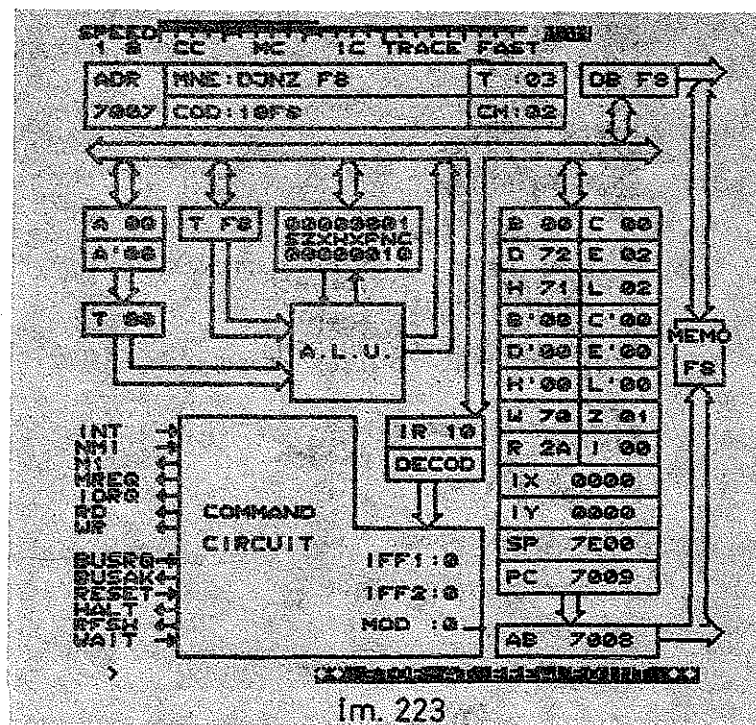 SPEED
1 8 CC MC IC TRACE FAST
ADR MNE:DJNZ F8 T :03 DB F8
7007 COD:10F8 CM:02
A 00 T F8 00000001 B 00 C 00
A'00 SZXHXPNC D 72 E 02
00000010 H 71 L 02
T 00 A.L.U. B'00 C'00 MEMO
D'00 E'00 F8
H'00 L'00
INT IR 10 W 70 Z 01
NMI DECOD R 2A I 00
M1
MREQ IX 0000
IORQ COMMAND IY 0000
RD CIRCUIT
WR SP 7E00
BUSRQ IFF1:0 PC 7009
BUSAK
RESET IFF2:0
HALT
RFSH MOD :0 AB 7008
WAIT
>
im. 223